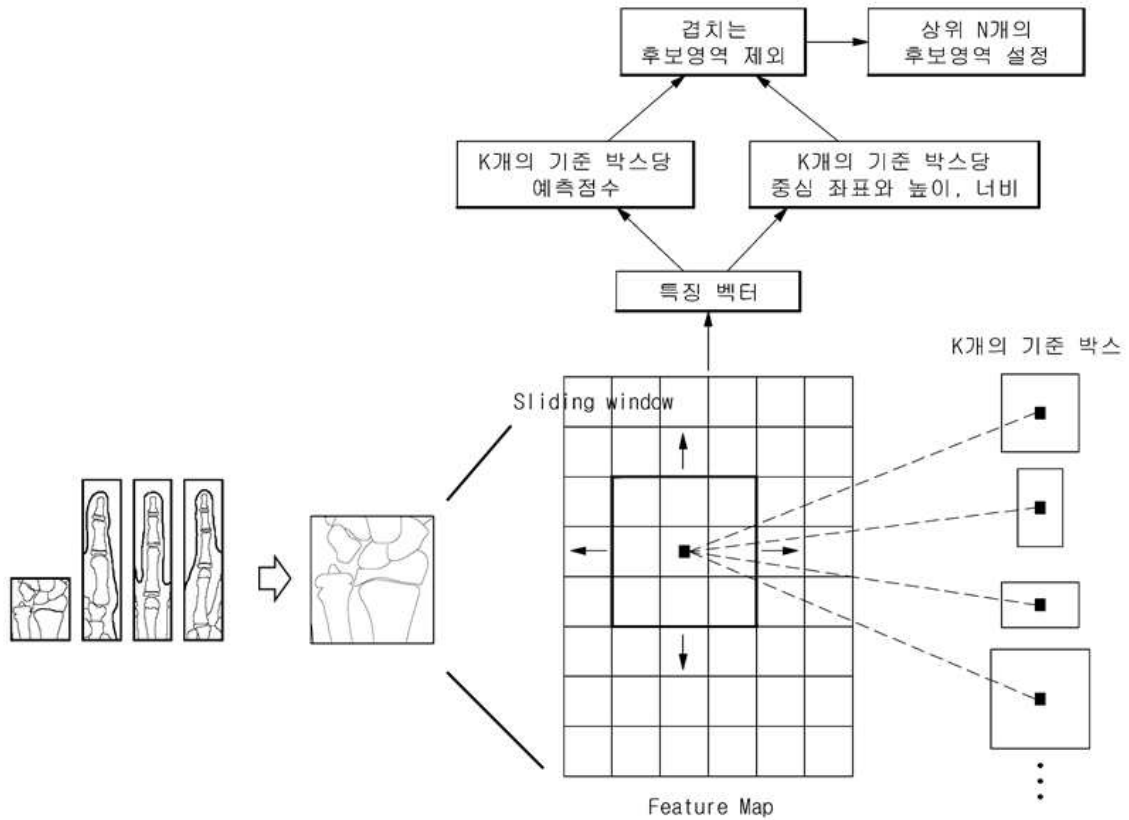 겹치는
후보영역 제외
상위 N개의
후보영역 설정
K개의 기준 박스당
예측점수
K개의 기준 박스당
중심 좌표와 높이, 너비
특징 벡터
K개의 기준 박스
Sliding window
Feature Map